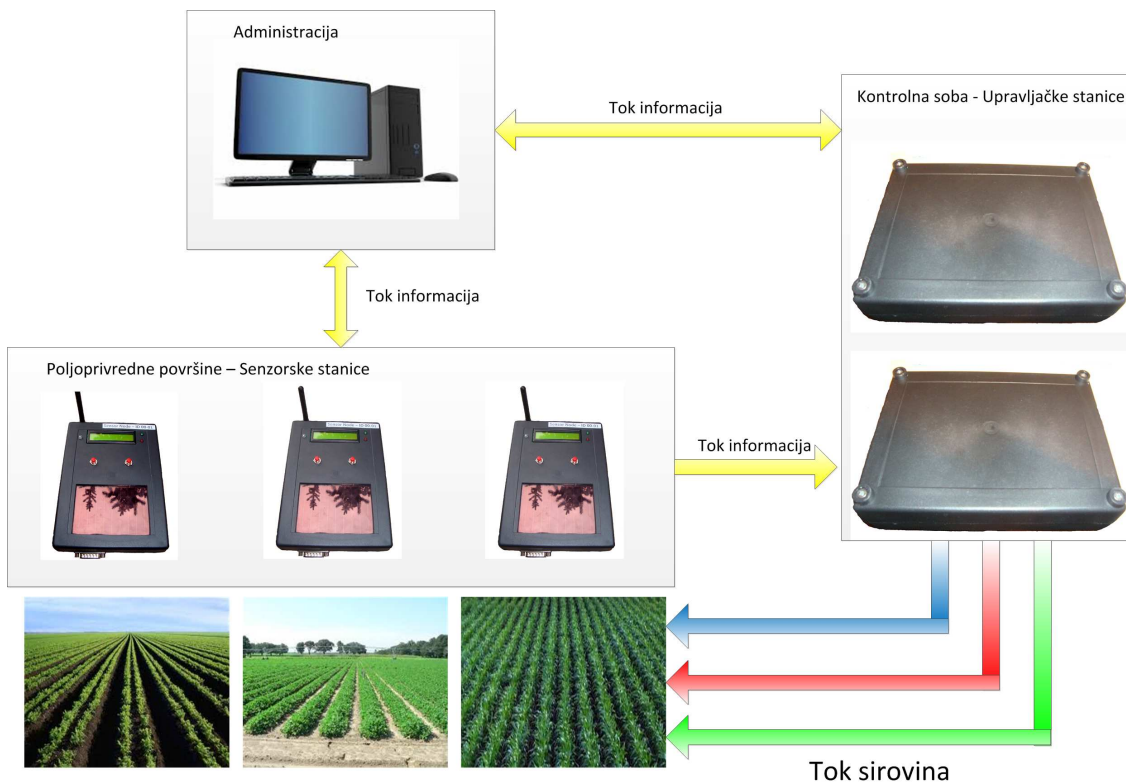 Administracija
Tok informacija
Kontrolna soba - Upravljačke stanice
Tok informacija
Poljoprivredne površine – Senzorske stanice
Tok informacija
Tok sirovina